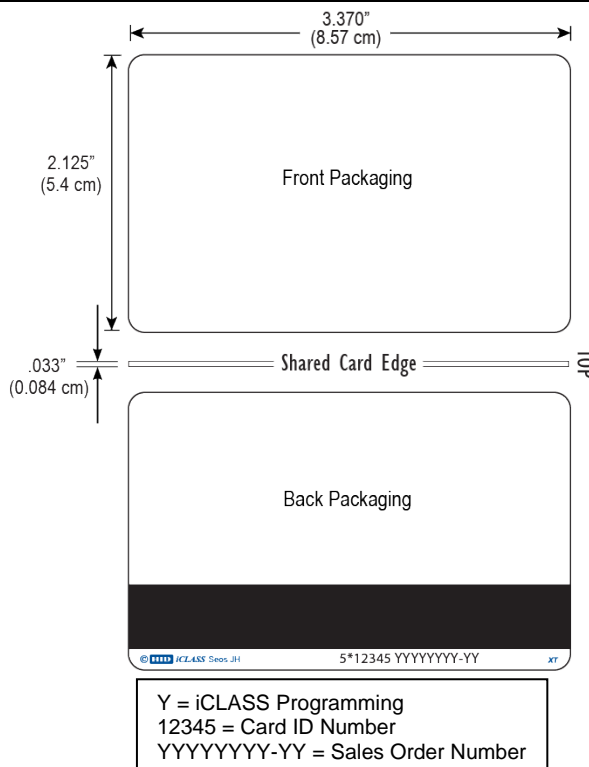 3.370”
(8.57 cm)
2.125”
(5.4 cm)
Front Packaging
.033”
(0.084 cm)
Shared Card Edge
TOP
Back Packaging
© HID iCLASS Seos JH 5*12345 YYYYYYYY-YY XT
Y = iCLASS Programming
12345 = Card ID Number
YYYYYYYY-YY = Sales Order Number